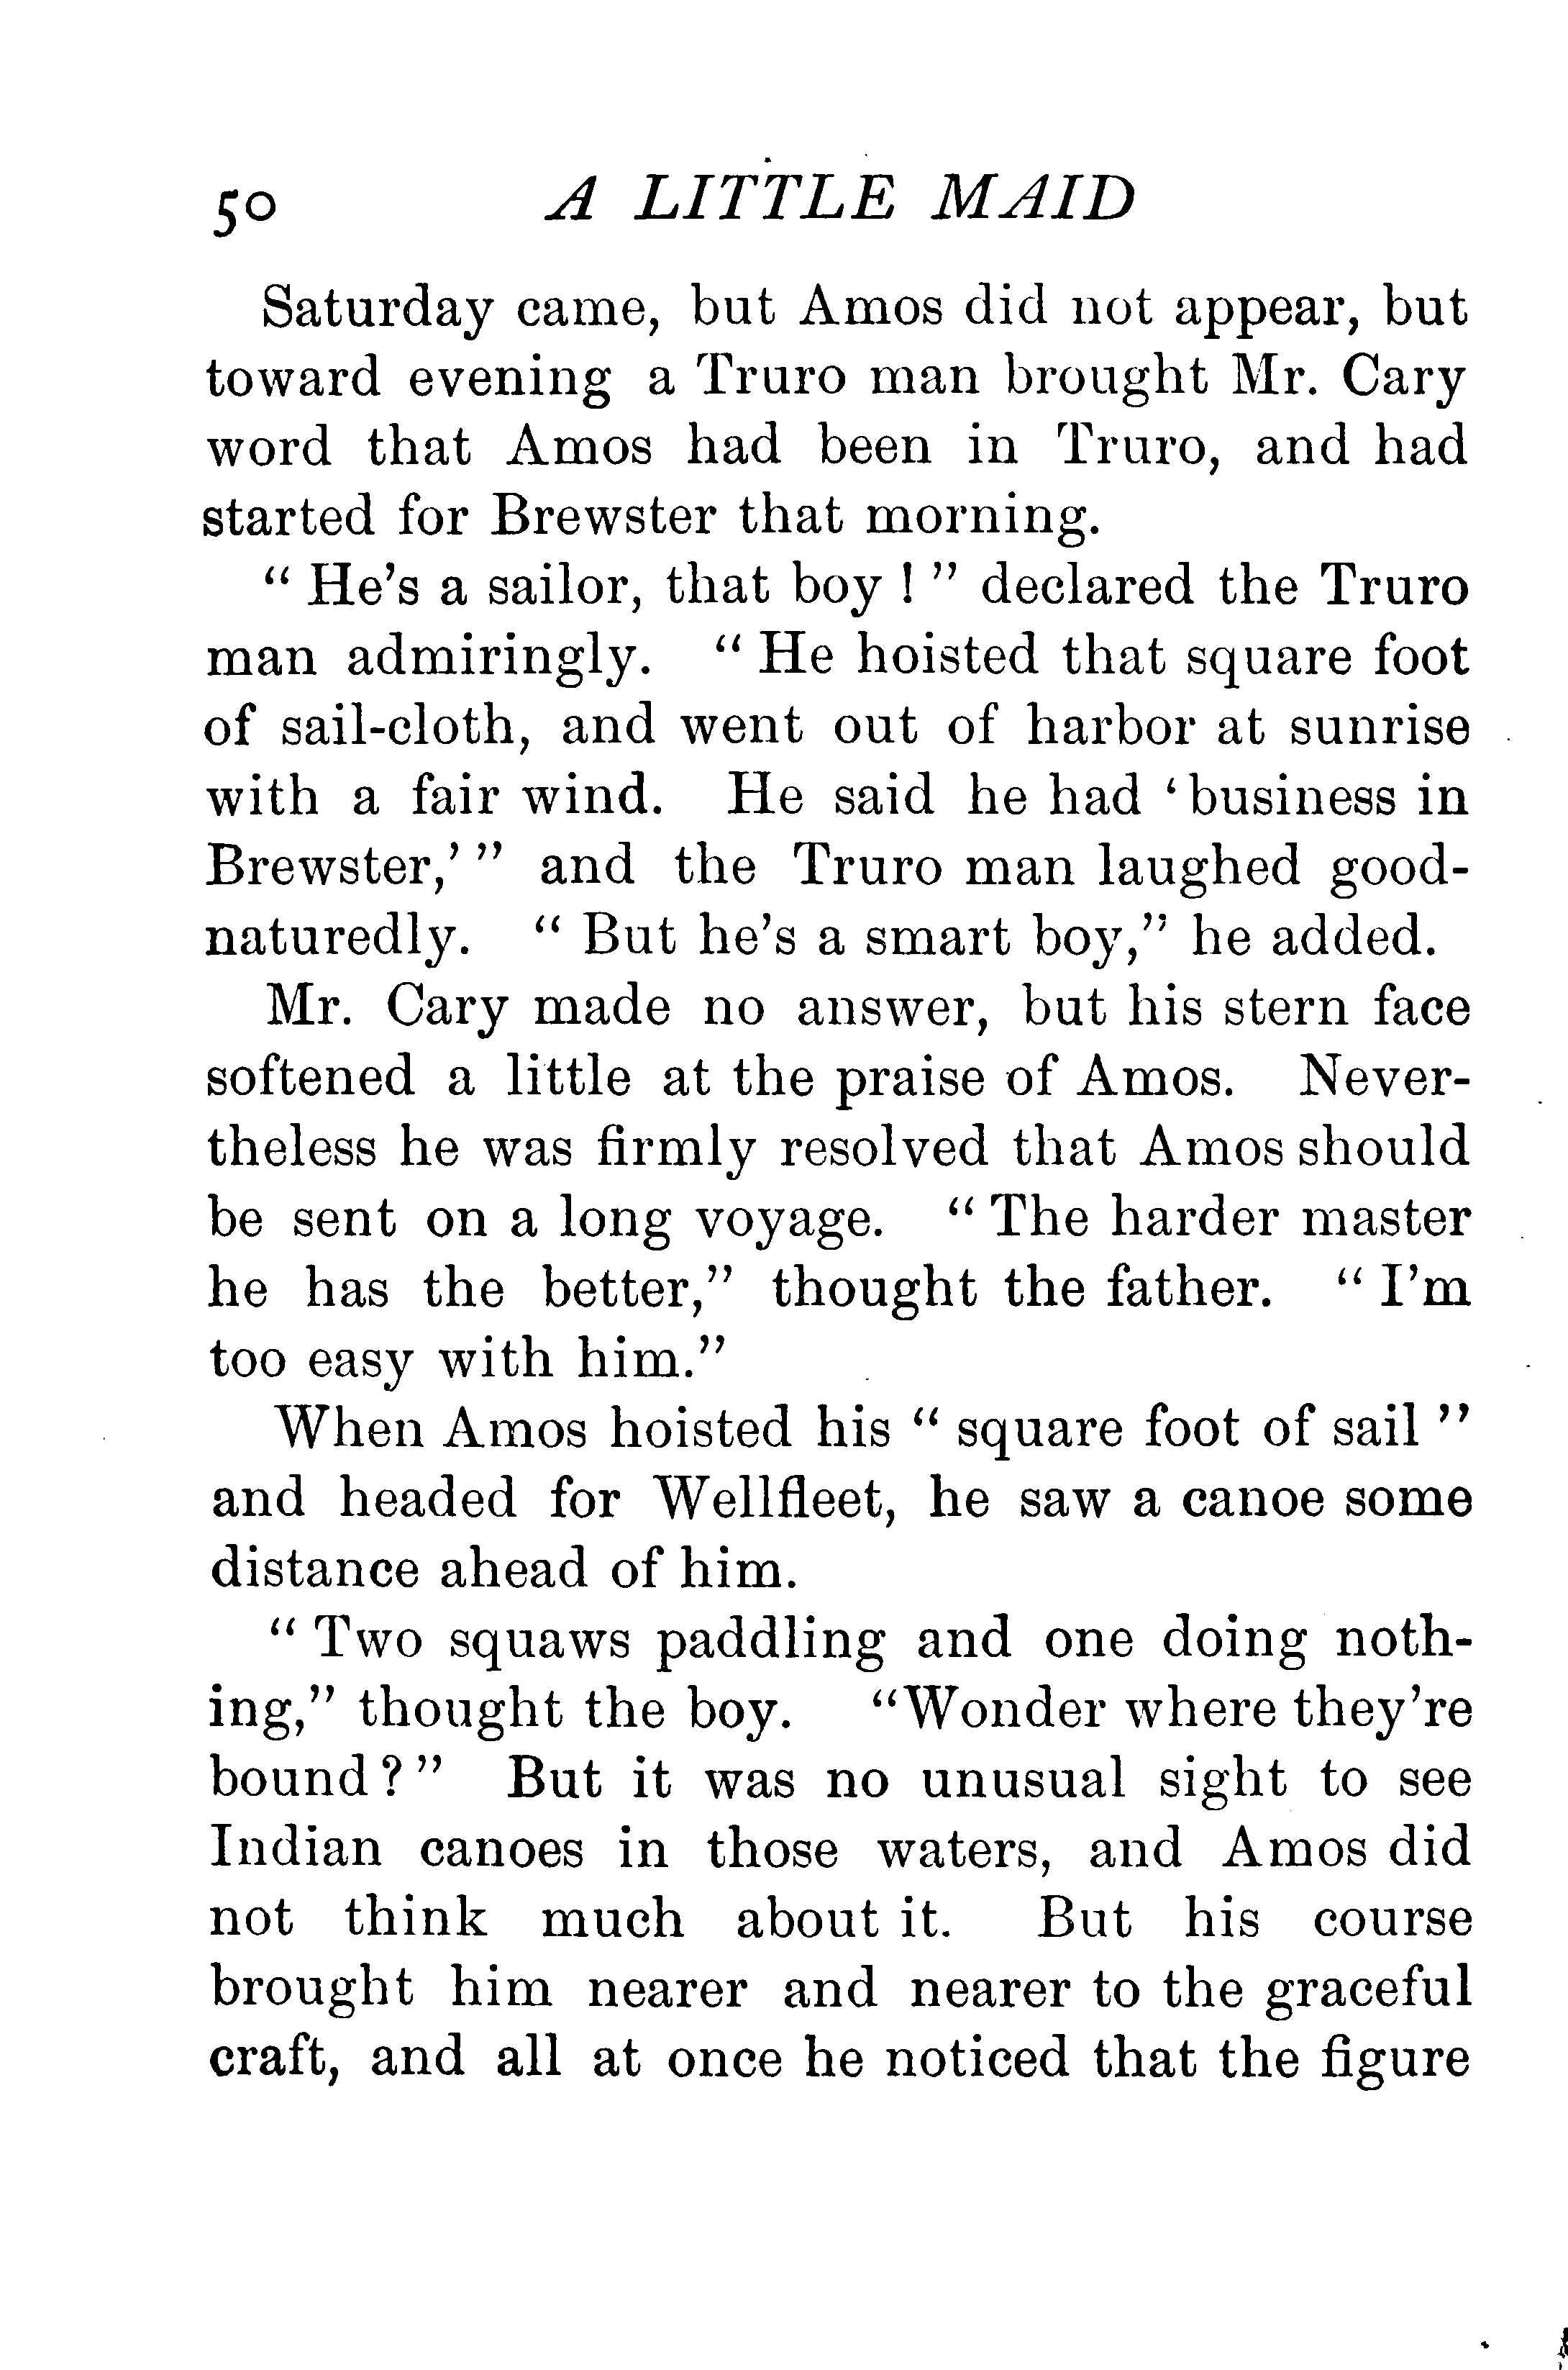 50 A LITTLE MAID
Saturday came, but Amos did not appear, but
toward evening a Truro man brought Mr. Cary
word that Amos had been in Truro, and had
started for Brewster that morning.
“ He’s a sailor, that boy ! ” declared the Truro
man admiringly. “ He hoisted that square foot
of sail-cloth, and went out of harbor at sunrise
with a fair wind. He said he had ‘ business in
Brewster,’ ” and the Truro man laughed good-
naturedly. “ But he’s a smart boy,” he added.
Mr. Cary made no answer, but his stern face
softened a little at the praise of Amos. Never-
theless he was firmly resolved that Amos should
be sent on a long voyage. “ The harder master
he has the better,” thought the father. “ I’m
too easy with him.”
When Amos hoisted his “ square foot of sail ”
and headed for Wellfleet, he saw a canoe some
distance ahead of him.
“ Two squaws paddling and one doing noth-
ing,” thought the boy. “Wonder where they’re
bound ? ” But it was no unusual sight to see
Indian canoes in those waters, and Amos did
not think much about it. But his course
brought him nearer and nearer to the graceful
craft, and all at once he noticed that the figure